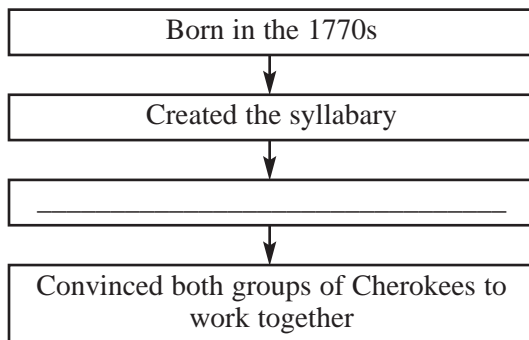 Born in the 1770s
Created the syllabary
Convinced both groups of Cherokees to
work together